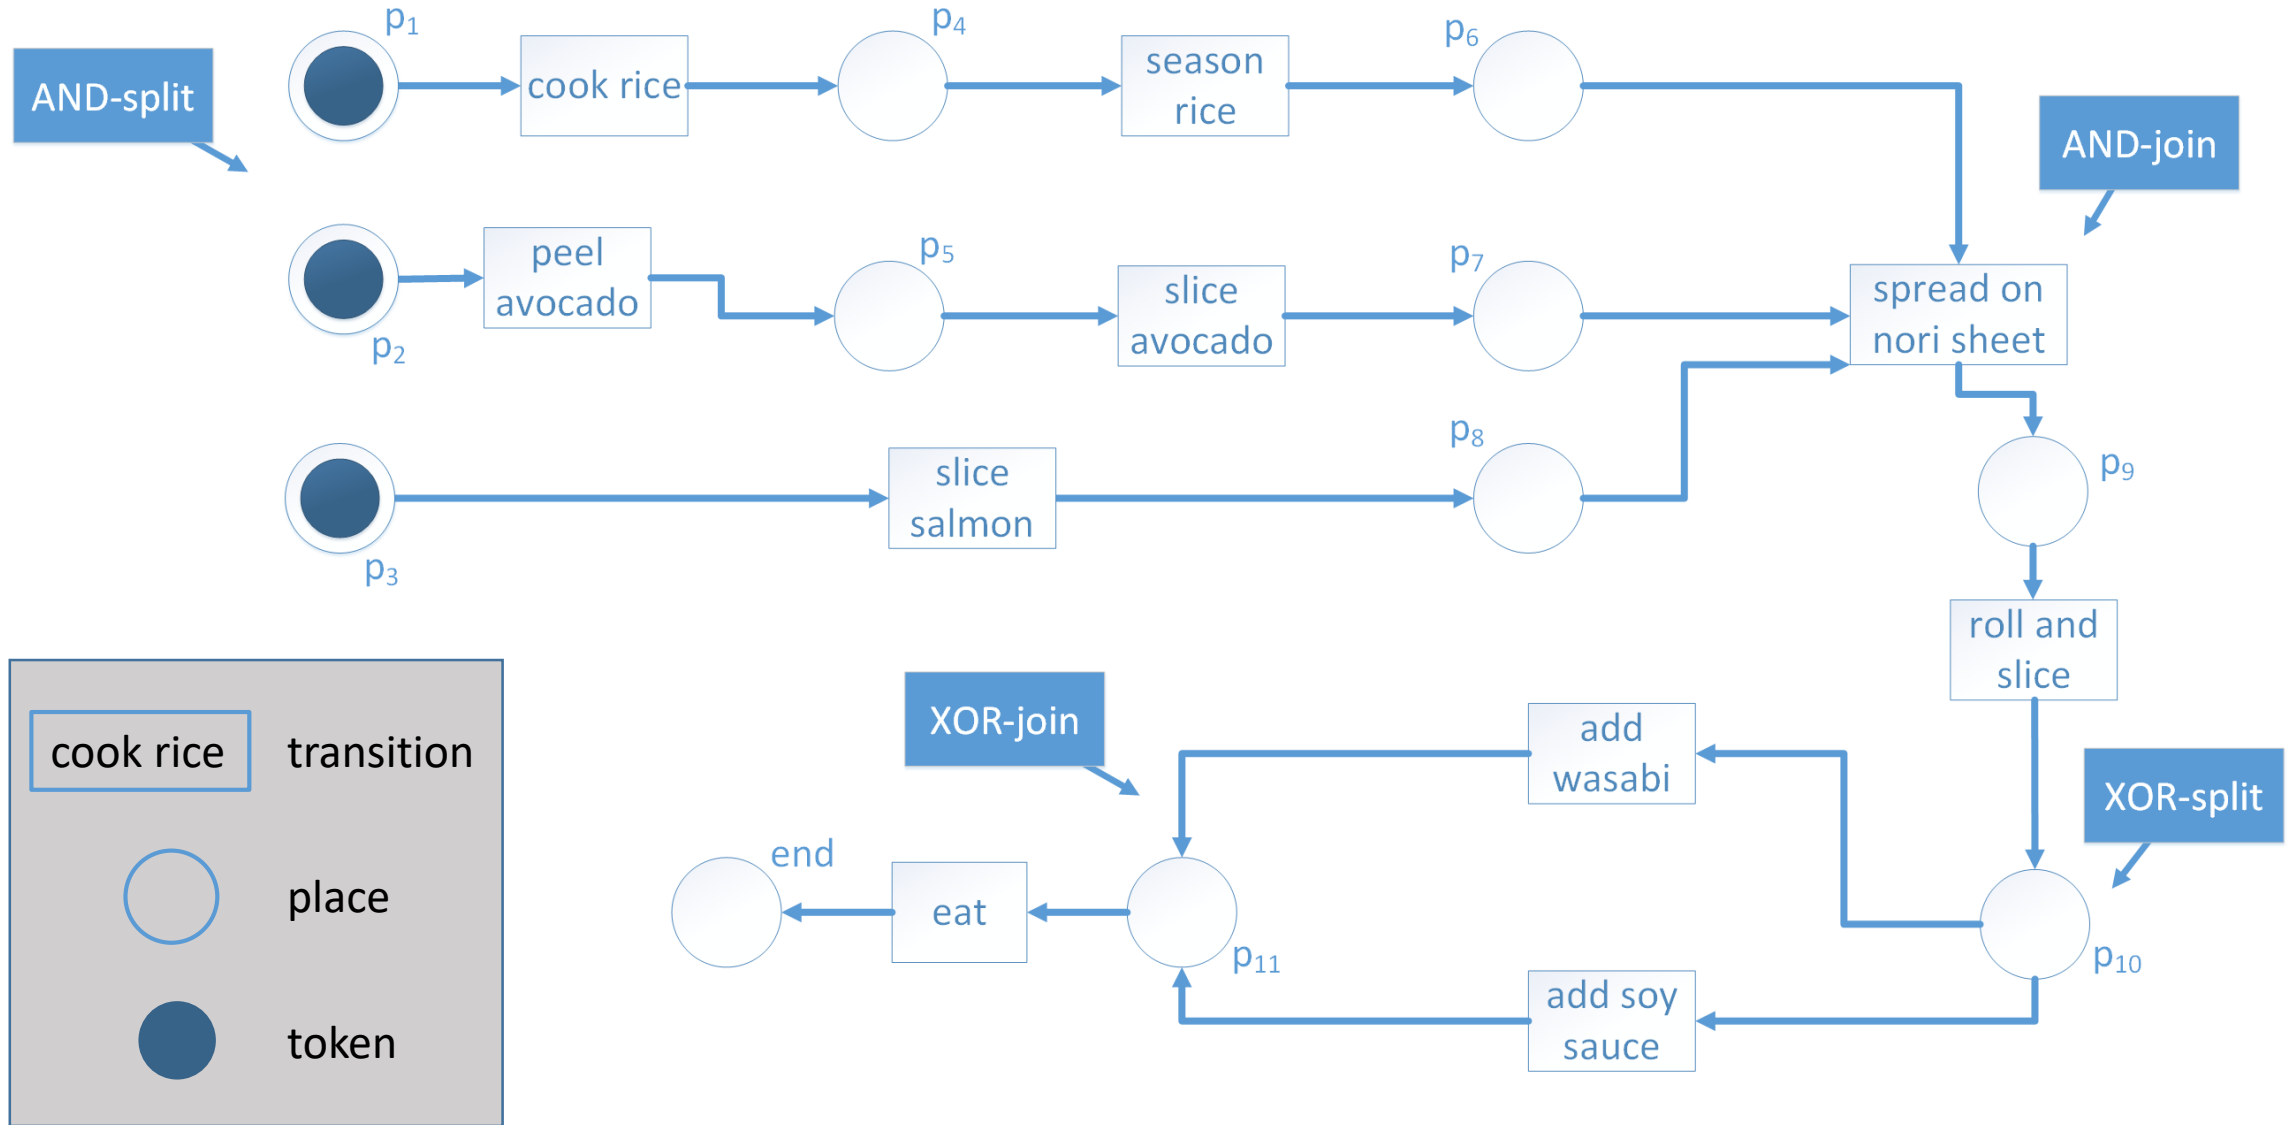 p₁
p₄
p₆
AND-split
cook rice
season
rice
AND-join
p₂
peel
avocado
p₅
slice
avocado
p₇
spread on
nori sheet
p₃
slice
salmon
p₈
p₉
roll and
slice
XOR-join
add
wasabi
XOR-split
end
eat
p₁₁
add soy
sauce
p₁₀
cook rice transition
place
token